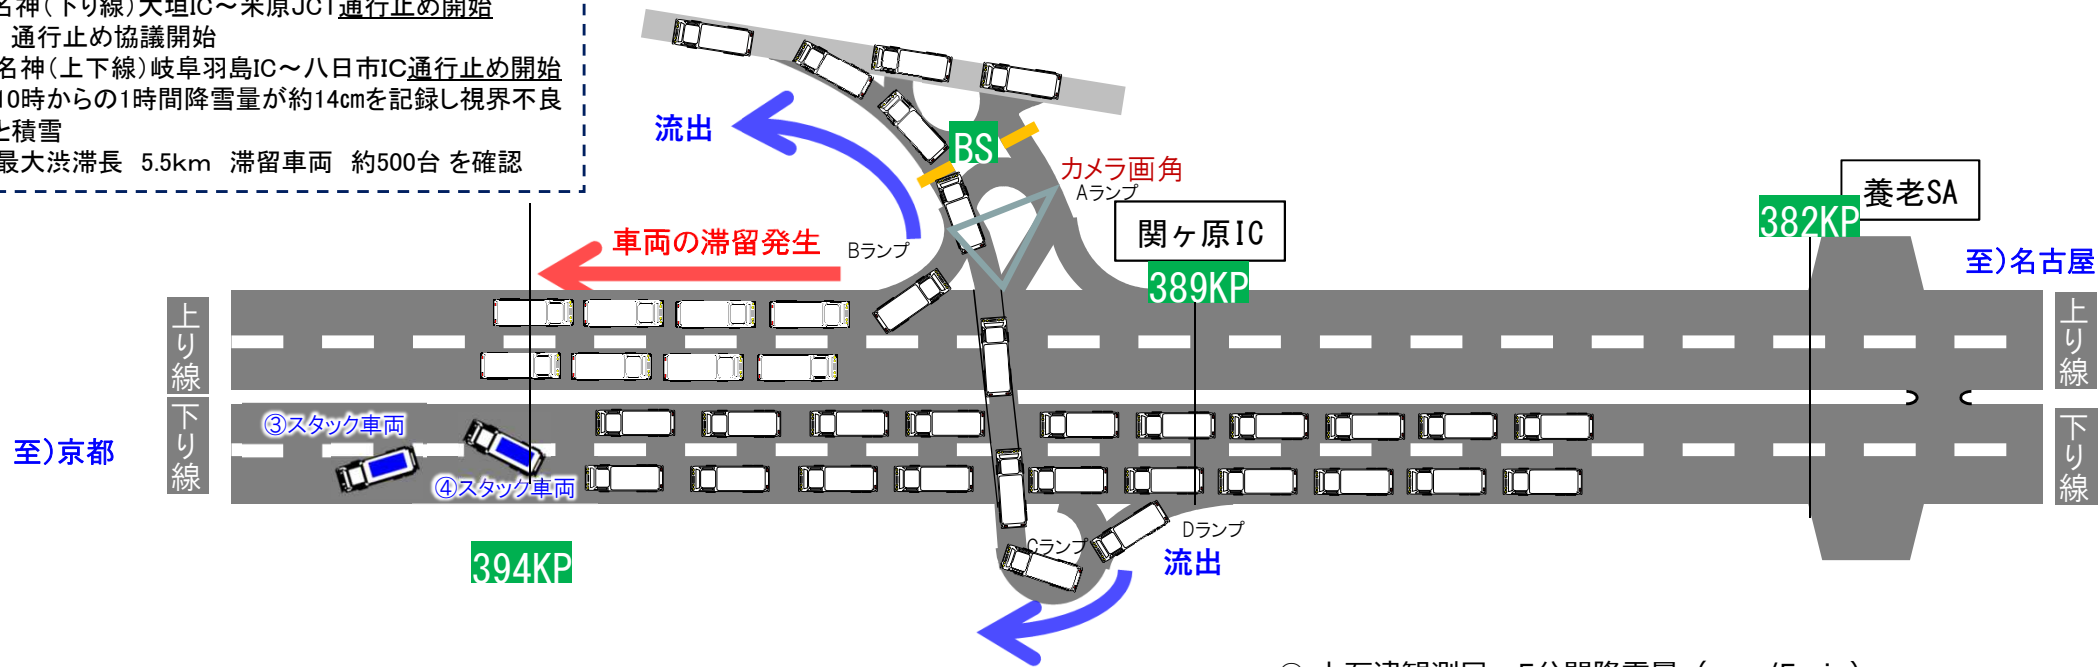 名神（下り線）大垣IC～米原JCT通行止め開始
通行止め協議開始
名神（上下線）岐阜羽島IC～八日市IC通行止め開始
10時からの1時間降雪量が約14cmを記録し視界不良
と積雪
最大渋滞長　5.5km　滞留車両　約500台 を確認
流出
BS
カメラ画角
Aランプ
養老SA
382KP
関ヶ原IC
389KP
車両の滞留発生
Bランプ
至）名古屋
上り線
上り線
③スタック車両
下り線
下り線
至）京都
④スタック車両
Dランプ
Cランプ
流出
394KP